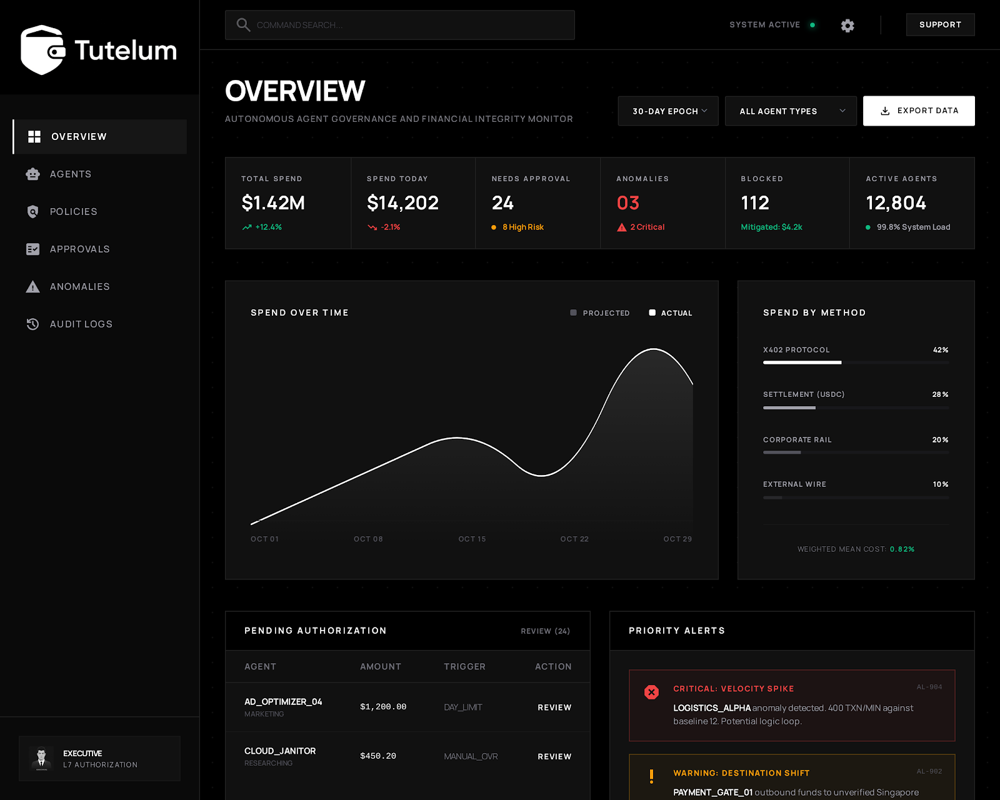 Tutelum
COMMAND SEARCH...
SYSTEM ACTIVE
SUPPORT
OVERVIEW
AGENTS
POLICIES
APPROVALS
ANOMALIES
AUDIT LOGS
EXECUTIVE
L7 AUTHORIZATION
OVERVIEW
AUTONOMOUS AGENT GOVERNANCE AND FINANCIAL INTEGRITY MONITOR
30-DAY EPOCH
ALL AGENT TYPES
EXPORT DATA
TOTAL SPEND
$1.42M
+12.4%
SPEND TODAY
$14,202
-2.1%
NEEDS APPROVAL
24
8 High Risk
ANOMALIES
03
2 Critical
BLOCKED
112
Mitigated: $4.2k
ACTIVE AGENTS
12,804
99.8% System Load
SPEND OVER TIME
PROJECTED
ACTUAL
OCT 01
OCT 08
OCT 15
OCT 22
OCT 29
SPEND BY METHOD
X402 PROTOCOL 42%
SETTLEMENT (USDC) 28%
CORPORATE RAIL 20%
EXTERNAL WIRE 10%
WEIGHTED MEAN COST: 0.82%
PENDING AUTHORIZATION
REVIEW (24)
AGENT AMOUNT TRIGGER ACTION
AD_OPTIMIZER_04
MARKETING
$1,200.00
DAY_LIMIT
REVIEW
CLOUD_JANITOR
RESEARCHING
$450.20
MANUAL_OVR
REVIEW
PRIORITY ALERTS
CRITICAL: VELOCITY SPIKE
AL-904
LOGISTICS_ALPHA anomaly detected. 400 TXN/MIN against
baseline 12. Potential logic loop.
WARNING: DESTINATION SHIFT
AL-902
PAYMENT_GATE_01 outbound funds to unverified Singapore